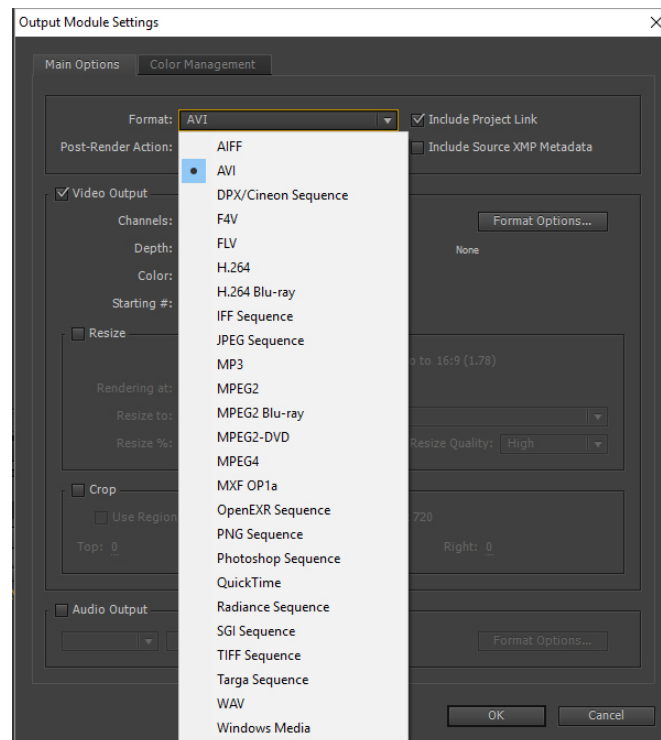 Output Module Settings
Main Options Color Management
Format: AVI Include Project Link
Post-Render Action: Include Source XMP Metadata
AIFF
AVI
DPX/Cineon Sequence
F4V
FLV
H.264
H.264 Blu-ray
IFF Sequence
JPEG Sequence
MP3
MPEG2
MPEG2 Blu-ray
MPEG2-DVD
MPEG4
MXF OP1a
OpenEXR Sequence
PNG Sequence
Photoshop Sequence
QuickTime
Radiance Sequence
SGI Sequence
TIFF Sequence
Targa Sequence
WAV
Windows Media
Video Output
Channels: Format Options...
Depth: None
Color:
Starting #:
Resize
to 16:9 (1.78)
Rendering at:
Resize to:
Resize %: Resize Quality: High
Crop
Use Region 720
Top: 0 Right: 0
Audio Output
Format Options...
OK Cancel